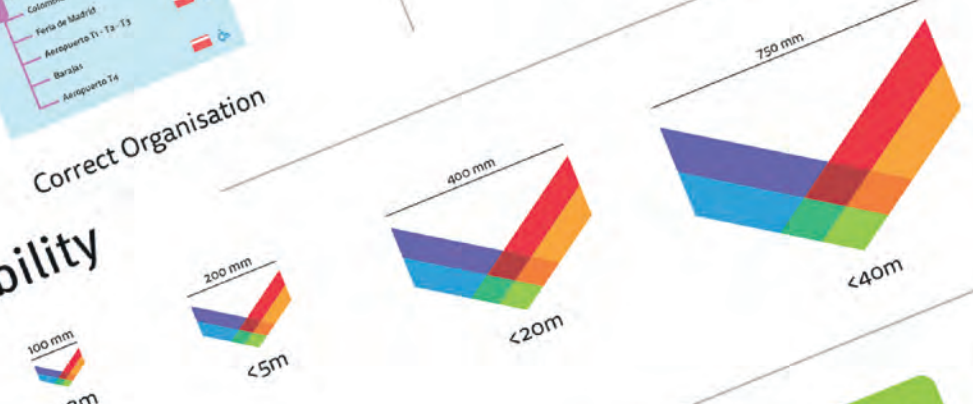 Feria de Madrid
Aeropuerto T1 - T2 - T3
Barajas
Aeropuerto T4
Correct Organisation
bility
100 mm
200 mm
400 mm
750 mm
<5m
<20m
<40m